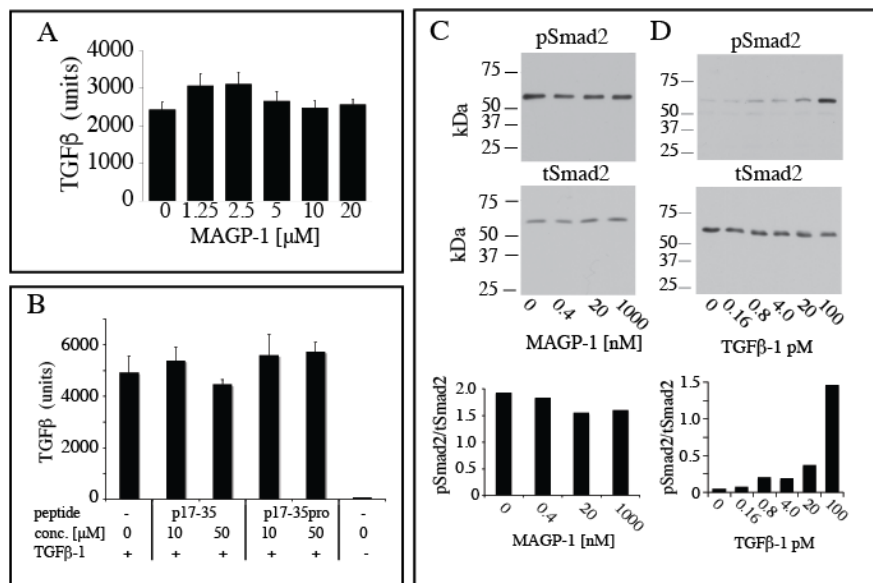 A
TGFβ (units)
4000
3000
2000
1000
0
0 1.25 2.5 5 10 20
MAGP-1 [µM]
B
TGFβ (units)
6000
4000
2000
0
peptide - p17-35 p17-35pro -
conc. [µM] 0 10 50 10 50 0
TGFβ-1 + + + + + -
C
pSmad2
kDa
75
50
37
25
tSmad2
kDa
75
50
37
25
0 0.4 20 1000
MAGP-1 [nM]
pSmad2/tSmad2
2.0
1.5
1.0
0.5
0
0 0.4 20 1000
MAGP-1 [nM]
D
pSmad2
75
50
37
25
tSmad2
75
50
37
25
0 0.16 0.8 4.0 20 100
TGFβ-1 pM
pSmad2/tSmad2
1.5
1.0
0.5
0
0 0.16 0.8 4.0 20 100
TGFβ-1 pM